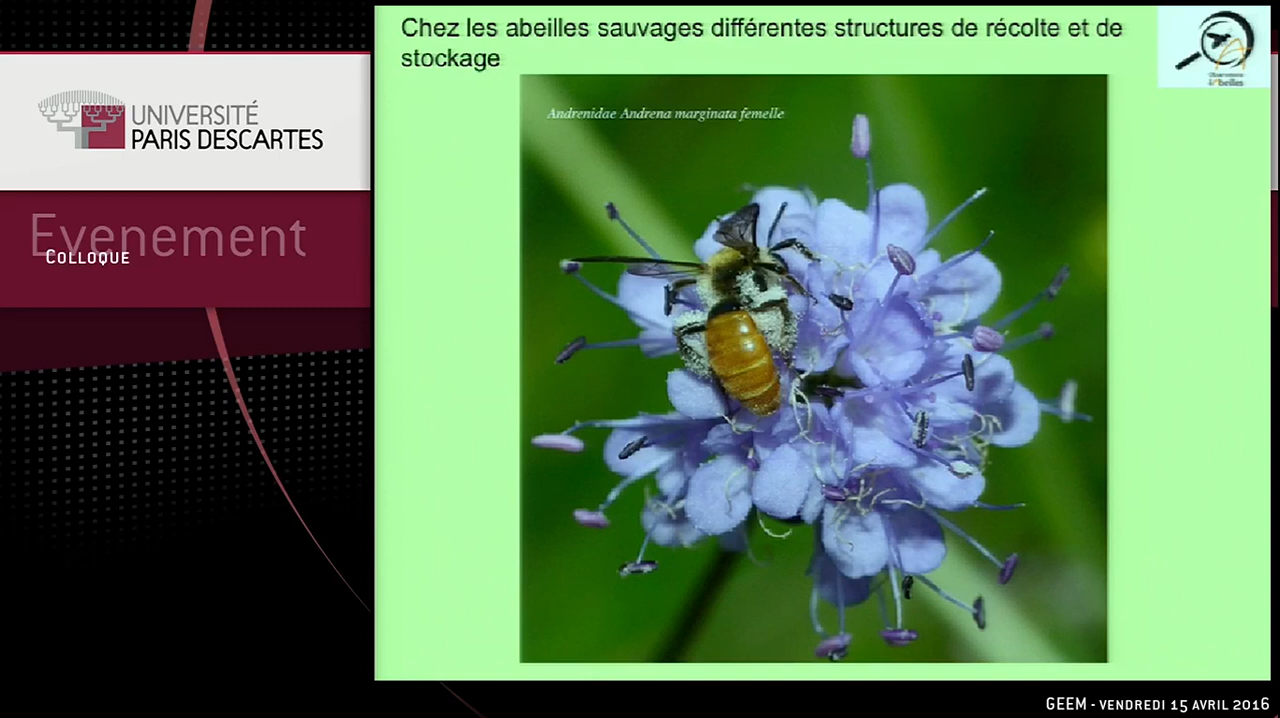 Chez les abeilles sauvages différentes structures de récolte et de
stockage
Andrenidae Andrena marginata femelle
UNIVERSITÉ
PARIS DESCARTES
Evenement
COLLOQUE
GEEM - VENDREDI 15 AVRIL 2016